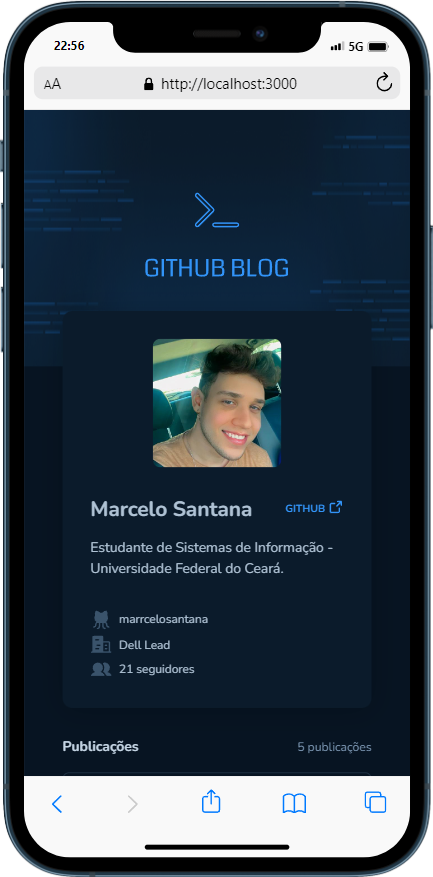 22:56
5G
AA
http://localhost:3000
GITHUB BLOG
Marcelo Santana
GITHUB
Estudante de Sistemas de Informação -
Universidade Federal do Ceará.
marrcelosantana
Dell Lead
21 seguidores
Publicações
5 publicações